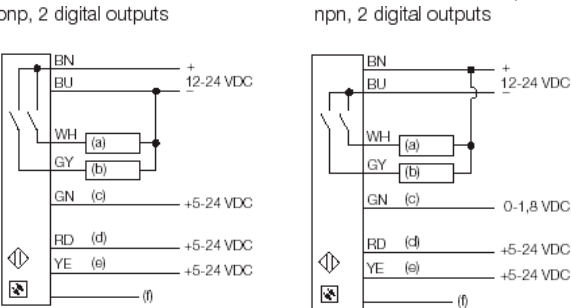 pnp, 2 digital outputs
BN
+
12-24 VDC
BU
–
WH
(a)
GY
(b)
GN (c)
+5-24 VDC
RD (d)
+5-24 VDC
YE (e)
+5-24 VDC
(f)
npn, 2 digital outputs
BN
+
12-24 VDC
BU
–
WH
(a)
GY
(b)
GN (c)
0-1,8 VDC
RD (d)
+5-24 VDC
YE (e)
+5-24 VDC
(f)